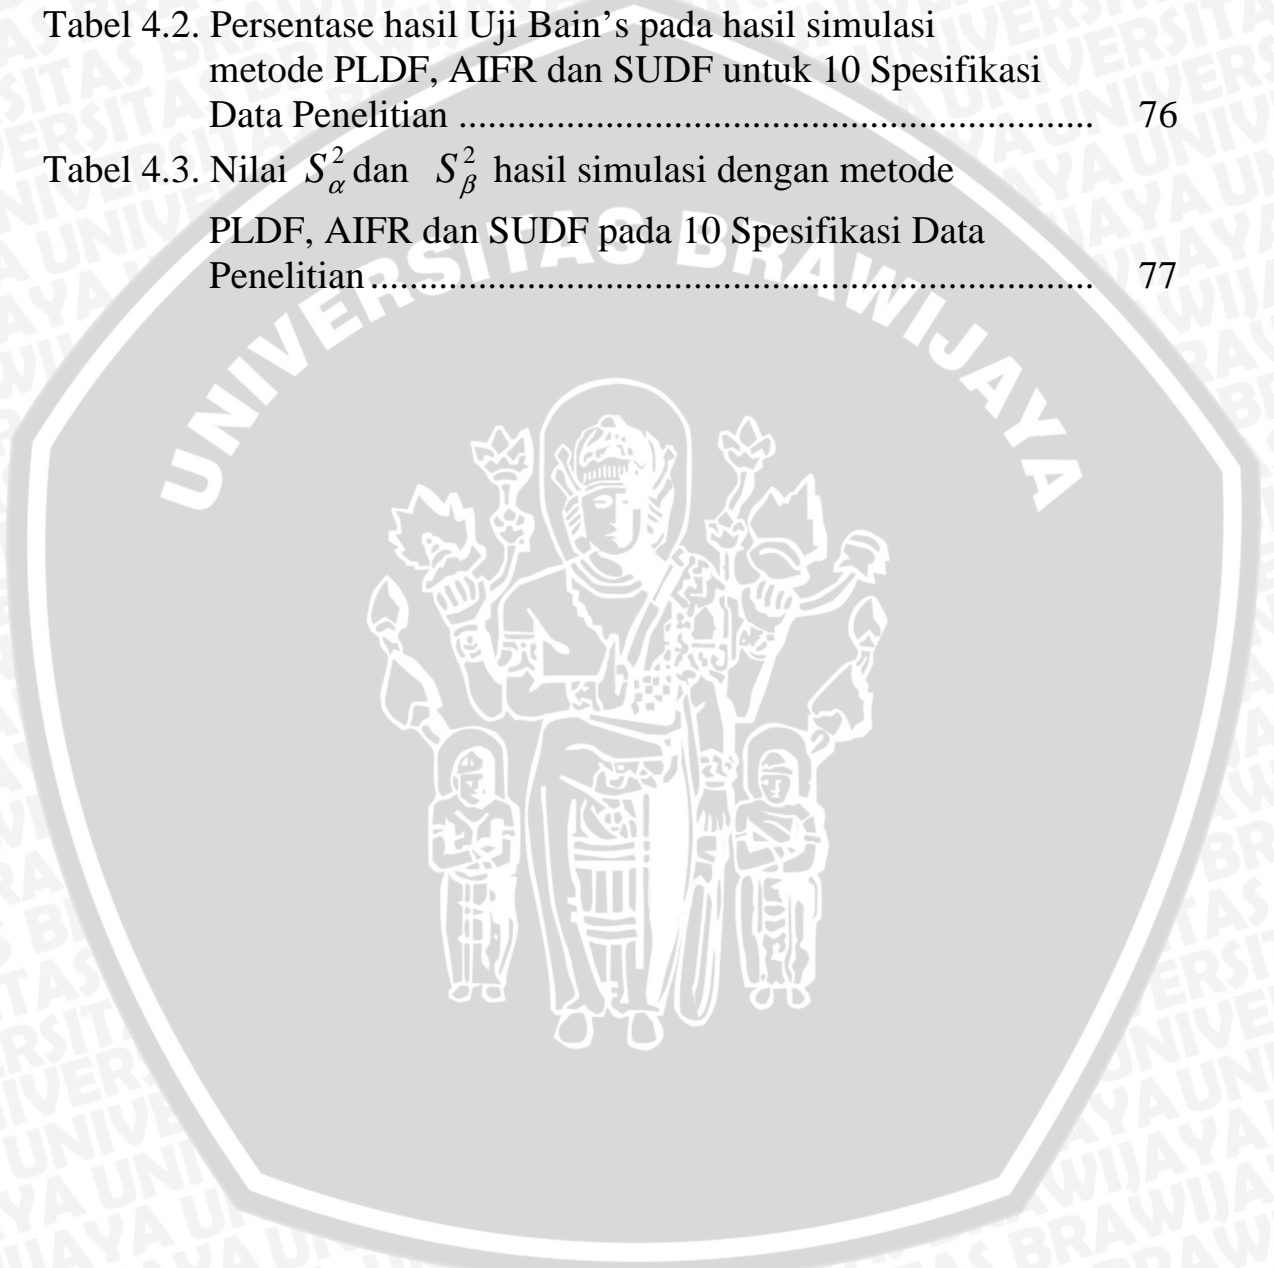 Tabel 4.2. Persentase hasil Uji Bain’s pada hasil simulasi
metode PLDF, AIFR dan SUDF untuk 10 Spesifikasi
Data Penelitian .................................................................. 76
Tabel 4.3. Nilai S²α dan S²β hasil simulasi dengan metode
PLDF, AIFR dan SUDF pada 10 Spesifikasi Data
Penelitian ........................................................................... 77
UNIVERSITAS BRAWIJAYA